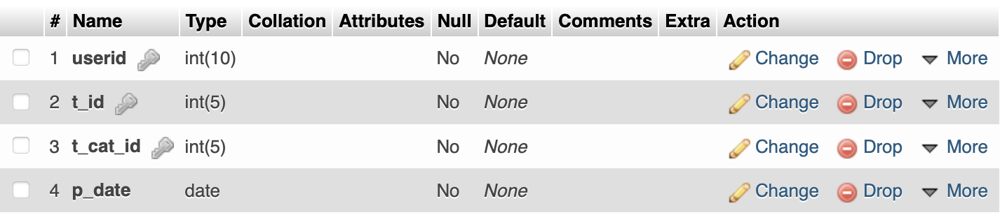 # Name Type Collation Attributes Null Default Comments Extra Action
1 userid int(10) No None Change Drop More
2 t_id int(5) No None Change Drop More
3 t_cat_id int(5) No None Change Drop More
4 p_date date No None Change Drop More